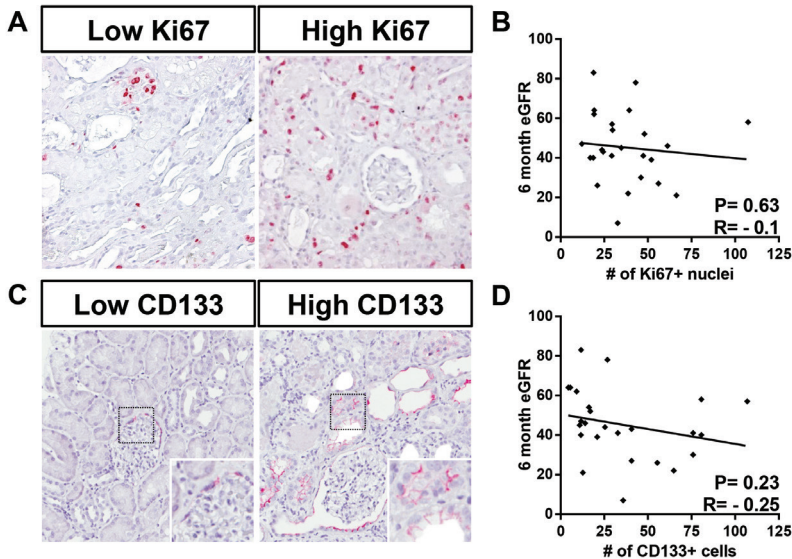 A
Low Ki67
High Ki67
B
100
80
60
40
20
0
6 month eGFR
P= 0.63
R= - 0.1
0 25 50 75 100 125
# of Ki67+ nuclei
C
Low CD133
High CD133
D
100
80
60
40
20
0
6 month eGFR
P= 0.23
R= - 0.25
0 25 50 75 100 125
# of CD133+ cells